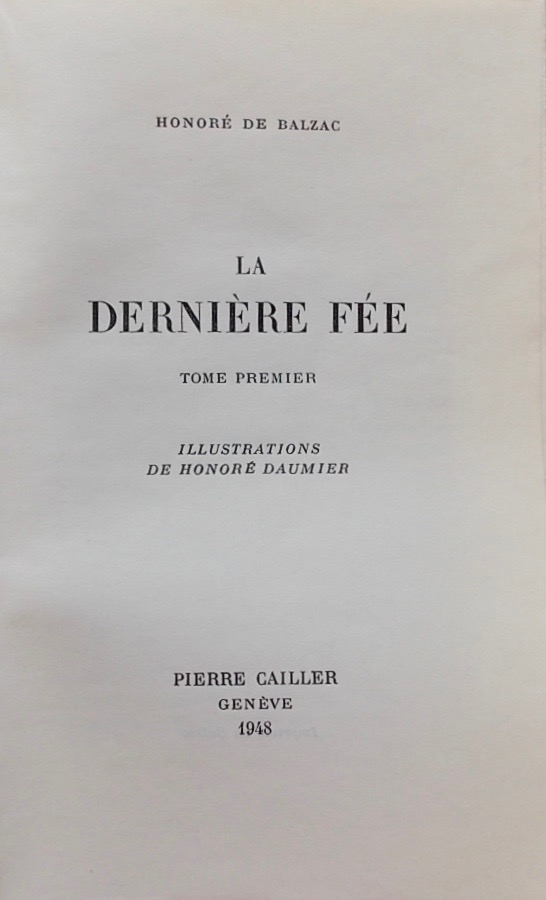 HONORÉ DE BALZAC
LA
DERNIÈRE FÉE
TOME PREMIER
ILLUSTRATIONS
DE HONORÉ DAUMIER
PIERRE CAILLER
GENÈVE
1948